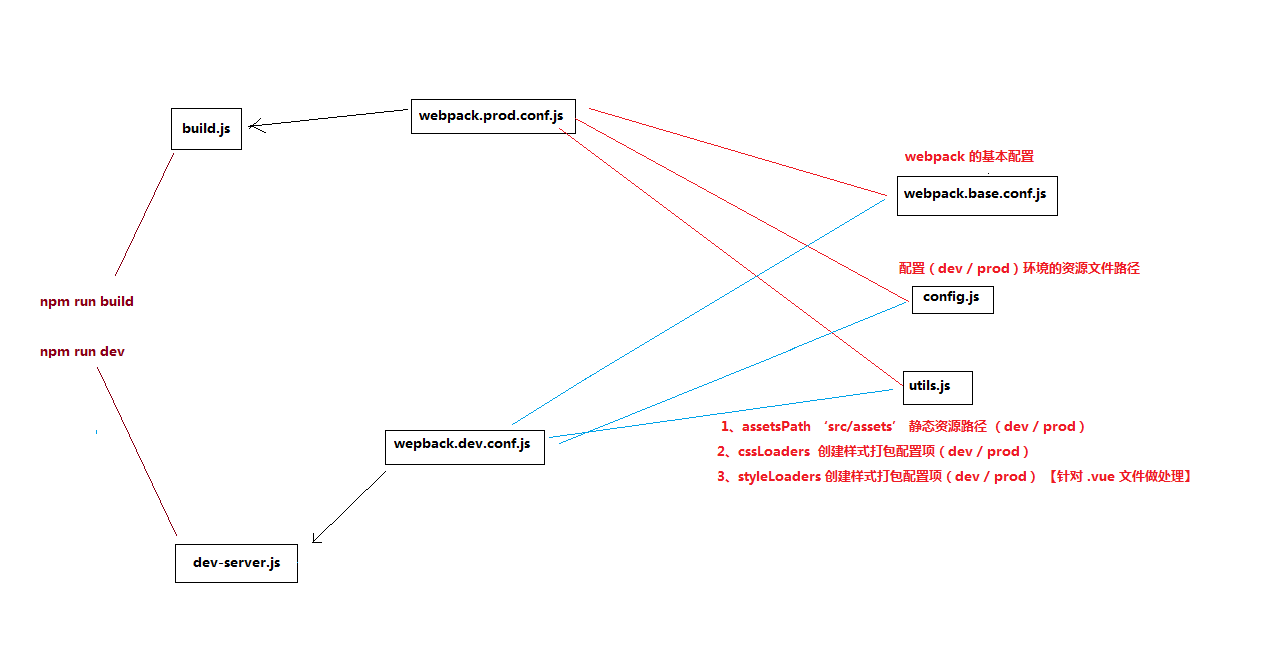 build.js
webpack.prod.conf.js
webpack 的基本配置
webpack.base.conf.js
配置 ( dev / prod ) 环境的资源文件路径
config.js
npm run build
npm run dev
utils.js
1、assetsPath ‘src/assets’ 静态资源路径 ( dev / prod )
wepback.dev.conf.js
2、cssLoaders 创建样式打包配置项 ( dev / prod )
3、styleLoaders 创建样式打包配置项 ( dev / prod ) 【针对 .vue 文件做处理】
dev-server.js